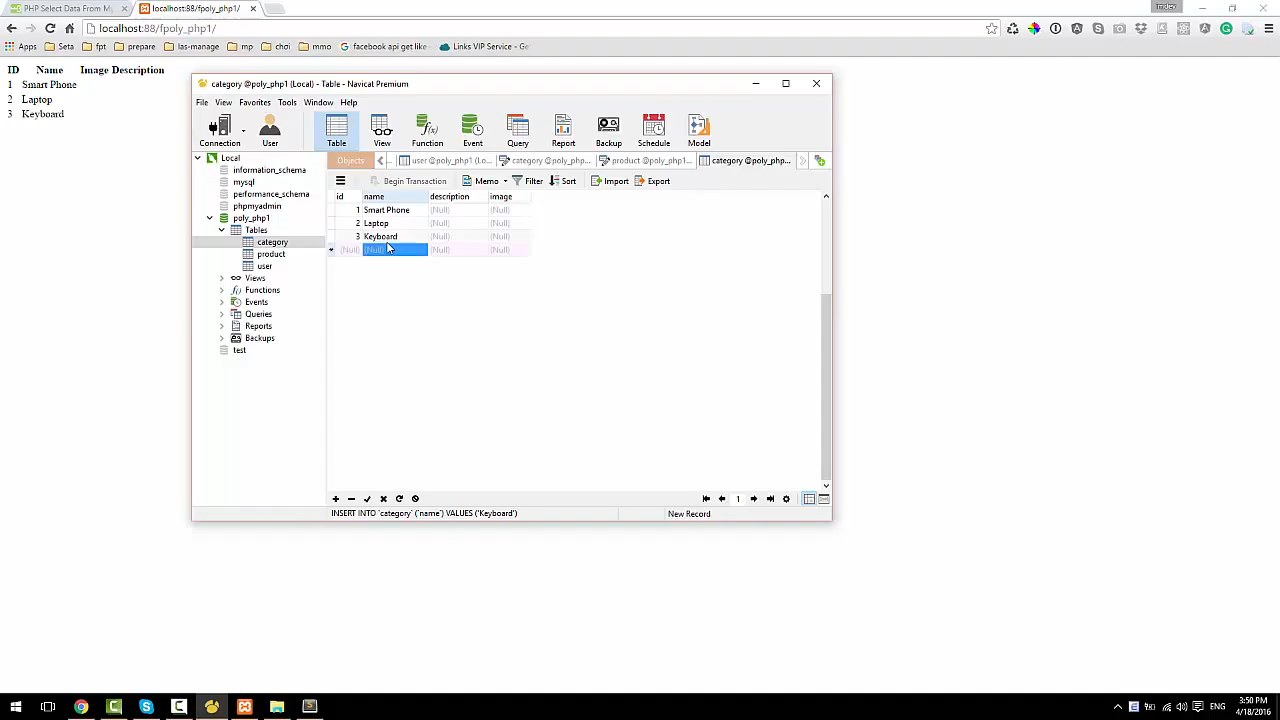 PHP Select Data From My
localhost:88/fpoly_php1/
tmdev
localhost:88/fpoly_php1/
Apps Seta fpt prepare las-manage mp choi mmo facebook api get like Links VIP Service - Ge
ID Name Image Description
1 Smart Phone
2 Laptop
3 Keyboard
category @poly_php1 (Local) - Table - Navicat Premium
File View Favorites Tools Window Help
Connection User Table View Function Event Query Report Backup Schedule Model
Objects user @poly_php1 (Lo... category @poly_php... product @poly_php1... category @poly_php...
Begin Transaction Memo Filter Sort Import Export
Local
information_schema
mysql
performance_schema
phpmyadmin
poly_php1
Tables
category
product
user
Views
Functions
Events
Queries
Reports
Backups
test
id name description image
1 Smart Phone (Null) (Null)
2 Laptop (Null) (Null)
3 Keyboard (Null) (Null)
(Null) (Null) (Null) (Null)
1
INSERT INTO `category` (`name`) VALUES ('Keyboard')
New Record
ENG
3:50 PM
4/18/2016